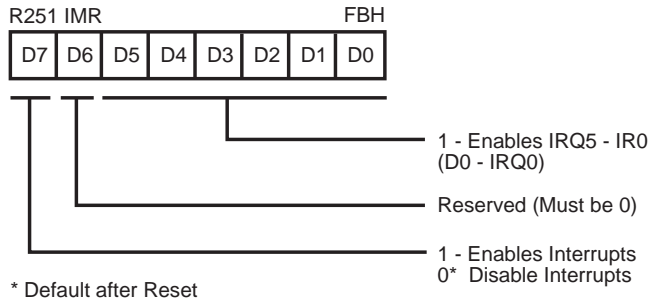 R251 IMR FBH
D7 D6 D5 D4 D3 D2 D1 D0
1 - Enables IRQ5 - IR0
(D0 - IRQ0)
Reserved (Must be 0)
1 - Enables Interrupts
0* Disable Interrupts
* Default after Reset